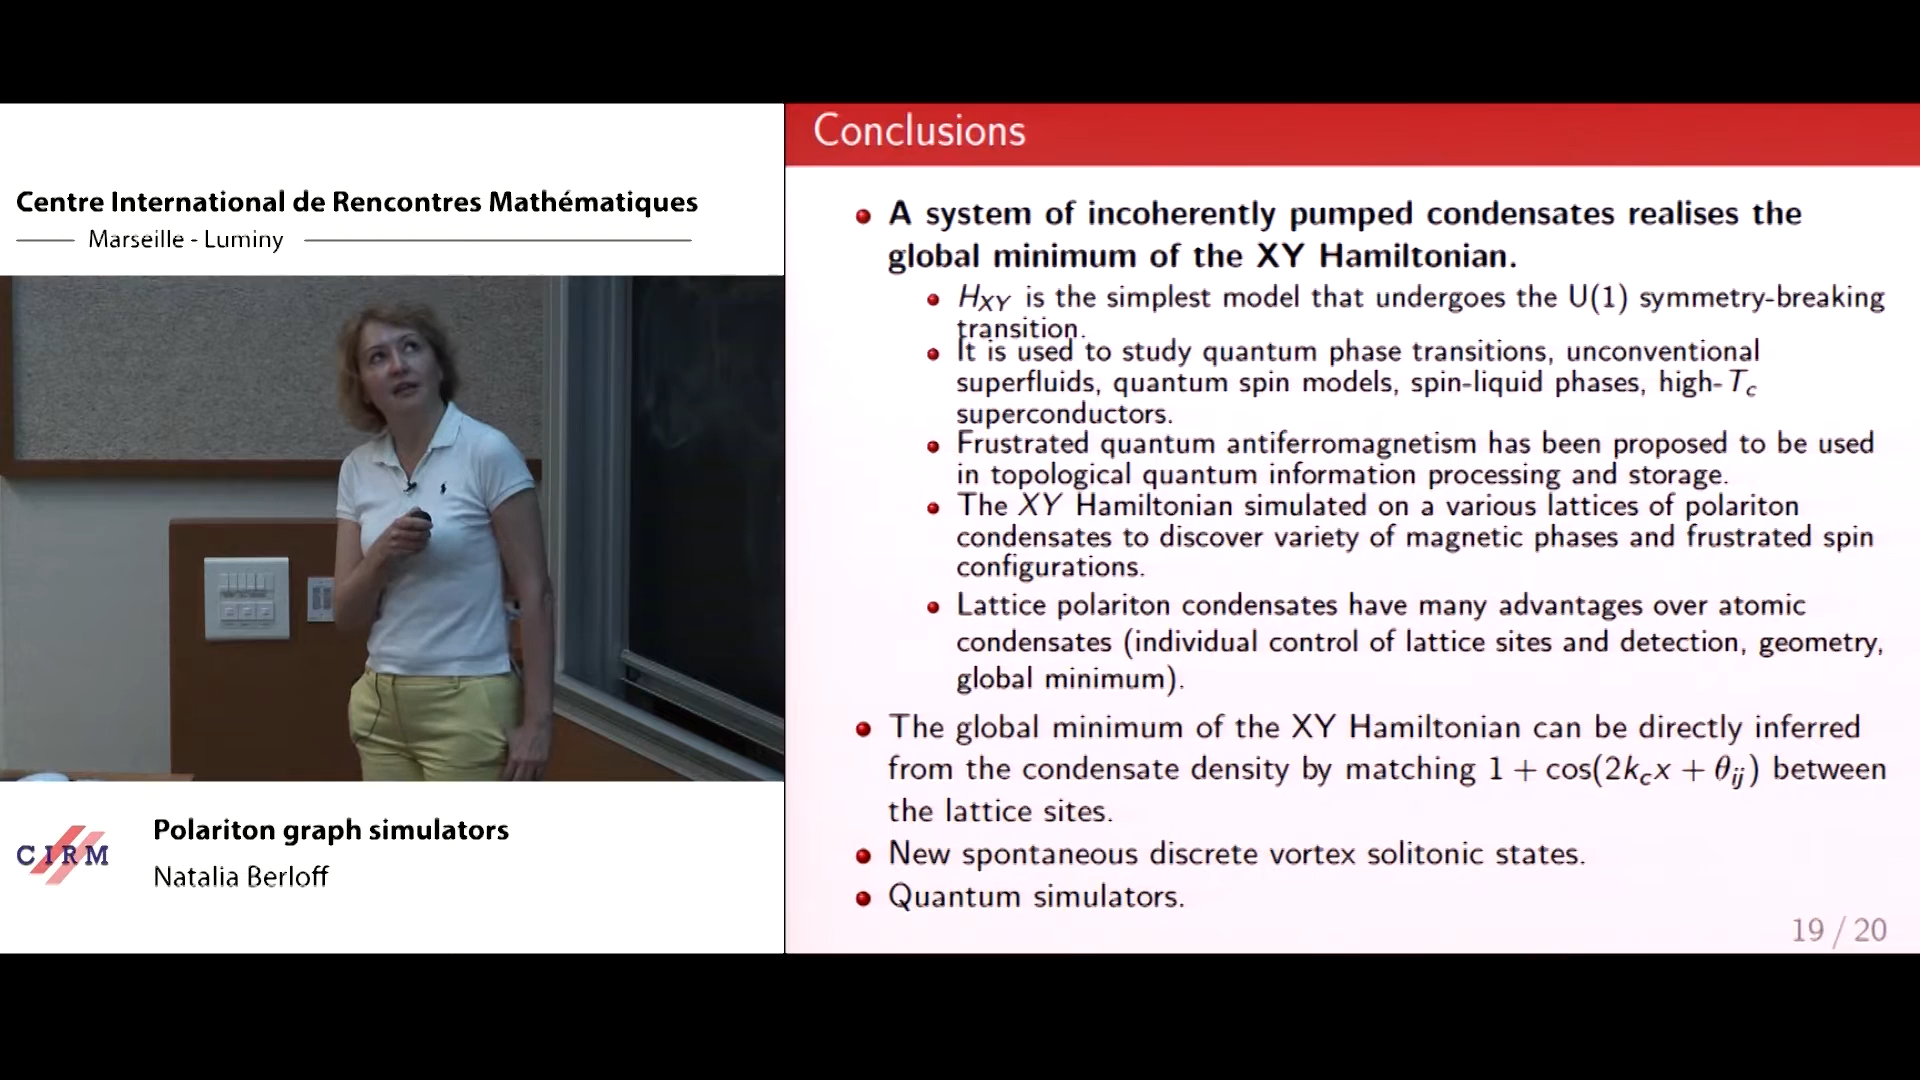 Centre International de Rencontres Mathématiques
Marseille - Luminy
CIRM
Polariton graph simulators
Natalia Berloff
Conclusions
A system of incoherently pumped condensates realises the
global minimum of the XY Hamiltonian.
H_XY is the simplest model that undergoes the U(1) symmetry-breaking
transition.
It is used to study quantum phase transitions, unconventional
superfluids, quantum spin models, spin-liquid phases, high-T_c
superconductors.
Frustrated quantum antiferromagnetism has been proposed to be used
in topological quantum information processing and storage.
The XY Hamiltonian simulated on a various lattices of polariton
condensates to discover variety of magnetic phases and frustrated spin
configurations.
Lattice polariton condensates have many advantages over atomic
condensates (individual control of lattice sites and detection, geometry,
global minimum).
The global minimum of the XY Hamiltonian can be directly inferred
from the condensate density by matching 1 + cos(2k_c x + θ_ij) between
the lattice sites.
New spontaneous discrete vortex solitonic states.
Quantum simulators.
19 / 20